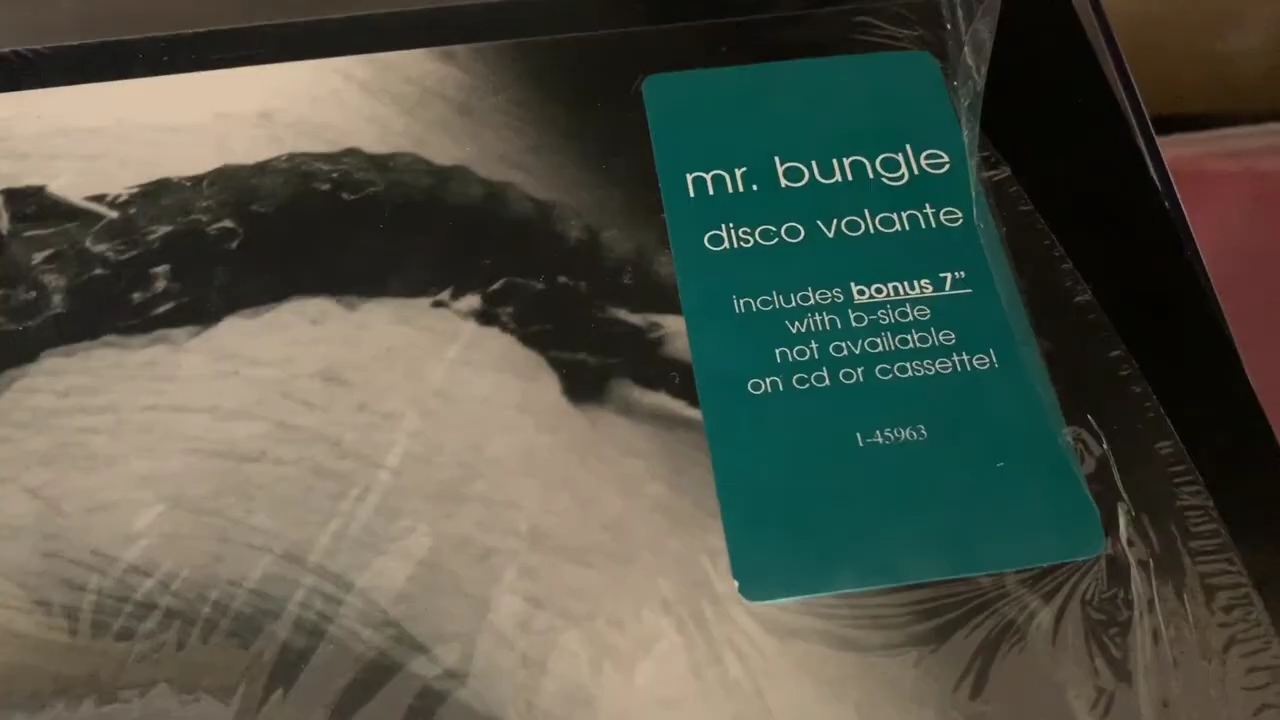 mr. bungle
disco volante
includes bonus 7”
with b-side
not available
on cd or cassette!
1-45963